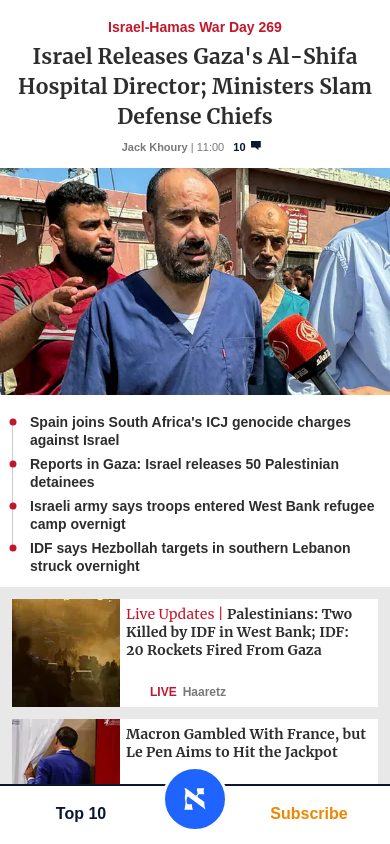 Israel-Hamas War Day 269
Israel Releases Gaza's Al-Shifa
Hospital Director; Ministers Slam
Defense Chiefs
Jack Khoury | 11:00 10
Spain joins South Africa's ICJ genocide charges
against Israel
Reports in Gaza: Israel releases 50 Palestinian
detainees
Israeli army says troops entered West Bank refugee
camp overnigt
IDF says Hezbollah targets in southern Lebanon
struck overnight
Live Updates | Palestinians: Two
Killed by IDF in West Bank; IDF:
20 Rockets Fired From Gaza
LIVE Haaretz
Macron Gambled With France, but
Le Pen Aims to Hit the Jackpot
Top 10
Subscribe